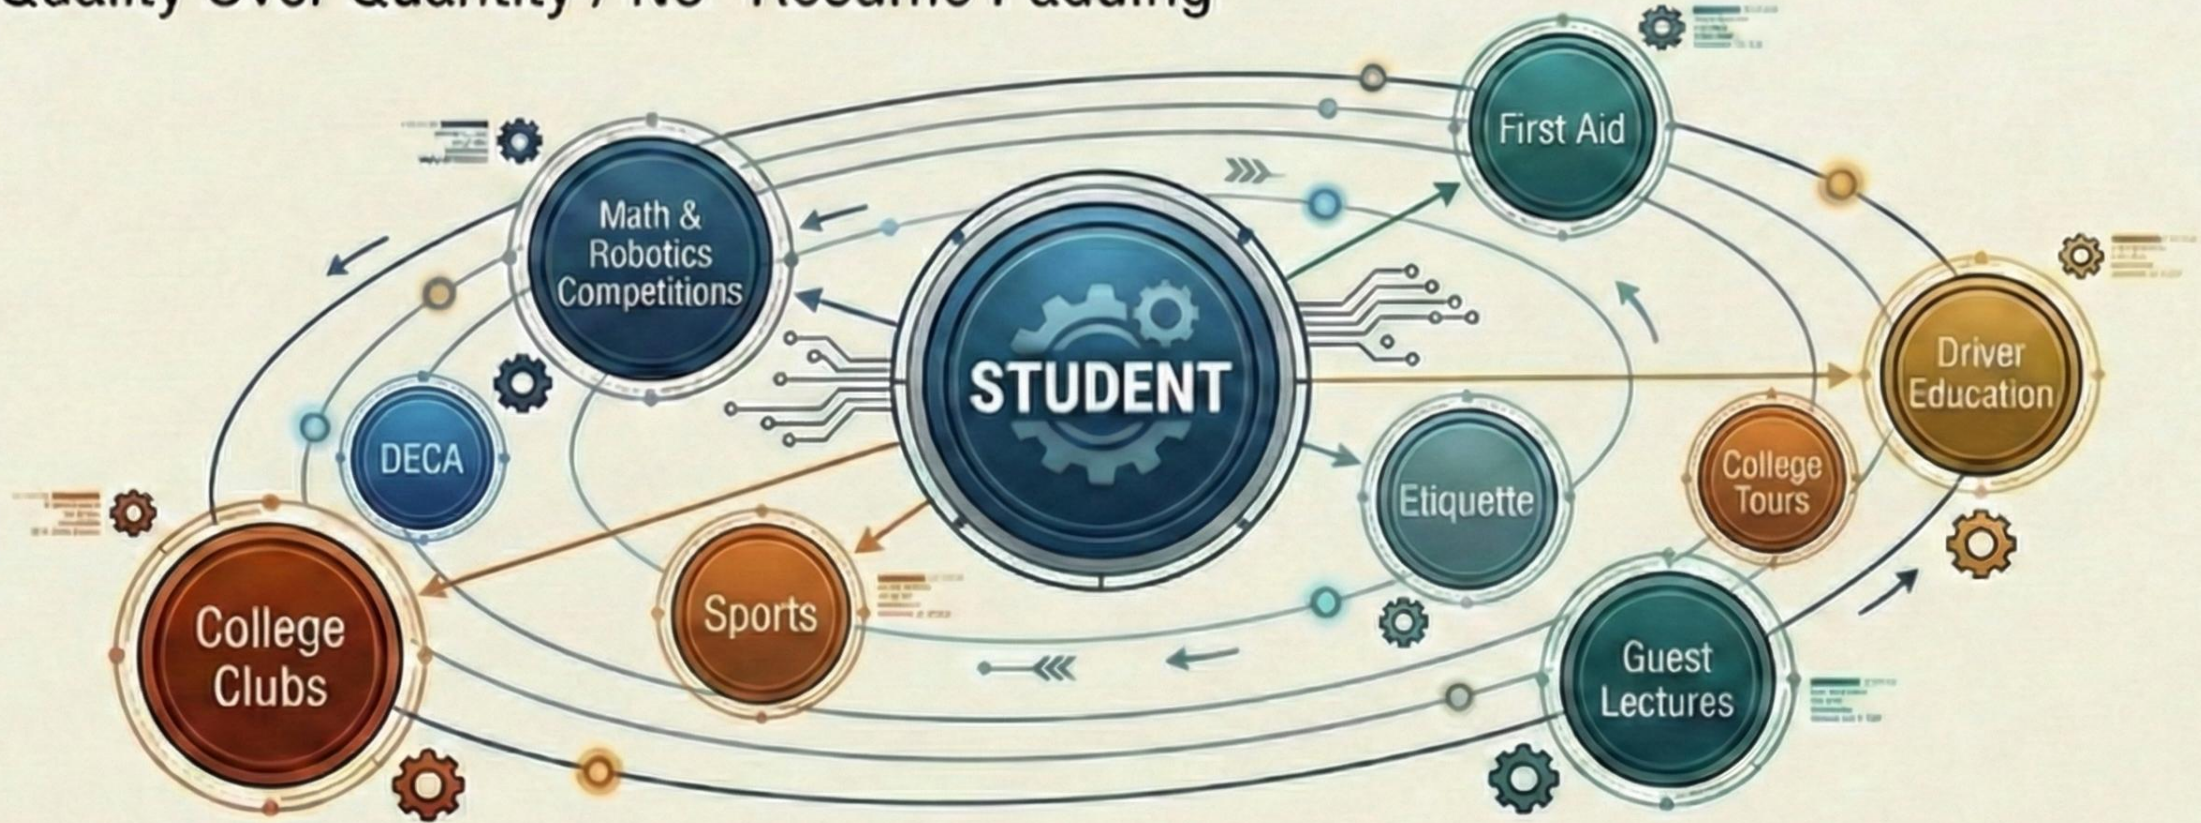 Quality Over Quantity / No "Resume Padding
First Aid
Math &
Robotics
Competitions
Driver
Education
STUDENT
DECA
College
Tours
Etiquette
Sports
College
Clubs
Guest
Lectures